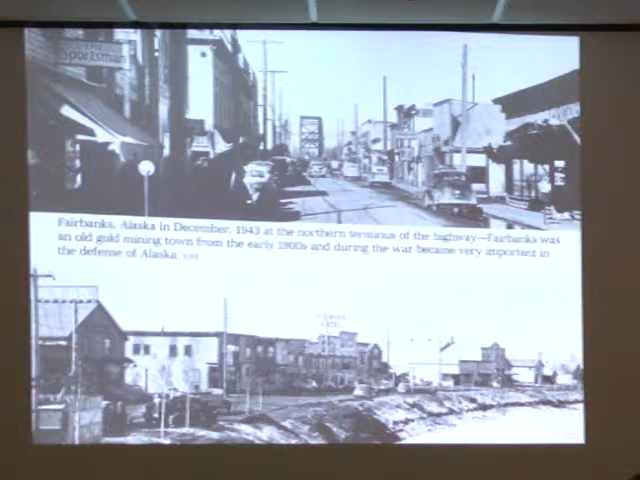 Sportsman
Fairbanks, Alaska in December, 1943 at the northern terminus of the highway—Fairbanks was
an old gold mining town from the early 1900s and during the war became very important in
the defense of Alaska.